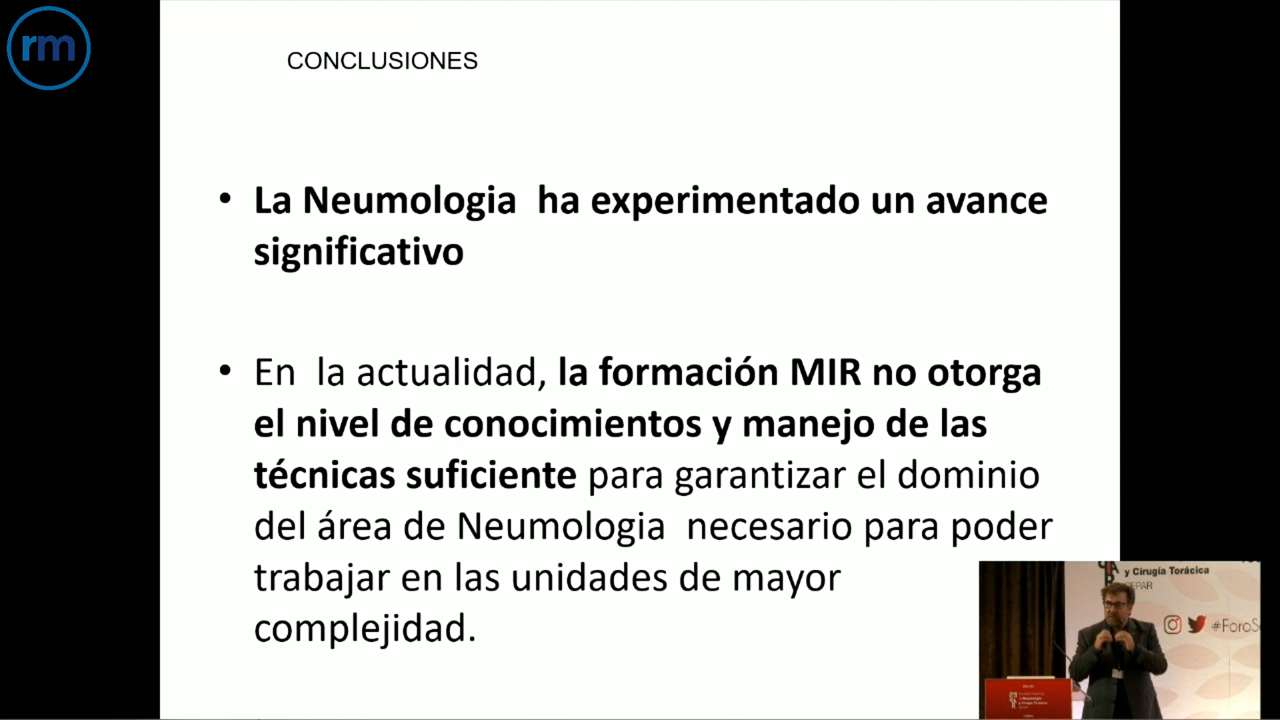 rm
CONCLUSIONES
• La Neumologia ha experimentado un avance
significativo
• En la actualidad, la formación MIR no otorga
el nivel de conocimientos y manejo de las
técnicas suficiente para garantizar el dominio
del área de Neumologia necesario para poder
trabajar en las unidades de mayor
complejidad.
y Cirugía Torácica
EPAR
#ForoS